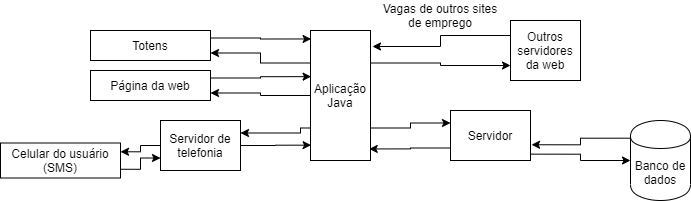 Vagas de outros sites
de emprego
Totens
Outros
servidores
da web
Página da web
Aplicação
Java
Servidor de
telefonia
Servidor
Celular do usuário
(SMS)
Banco de
dados